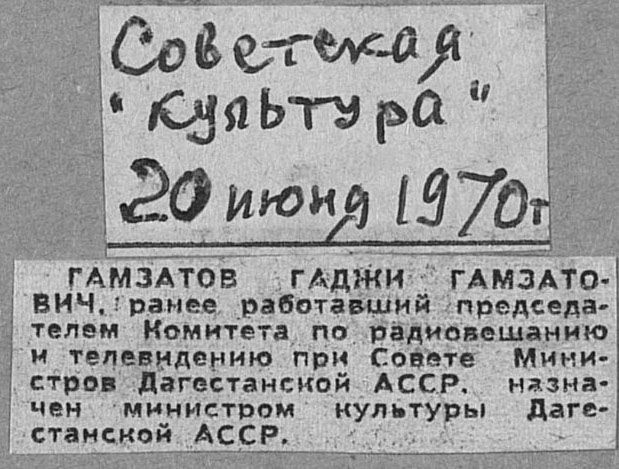 Советская
"культура"
20 июня 1970г
ГАМЗАТОВ ГАДЖИ ГАМЗАТО-
ВИЧ, ранее работавший председа-
телем Комитета по радиовещанию
и телевидению при Совете Мини-
стров Дагестанской АССР, назна-
чен министром культуры Даге-
станской АССР.